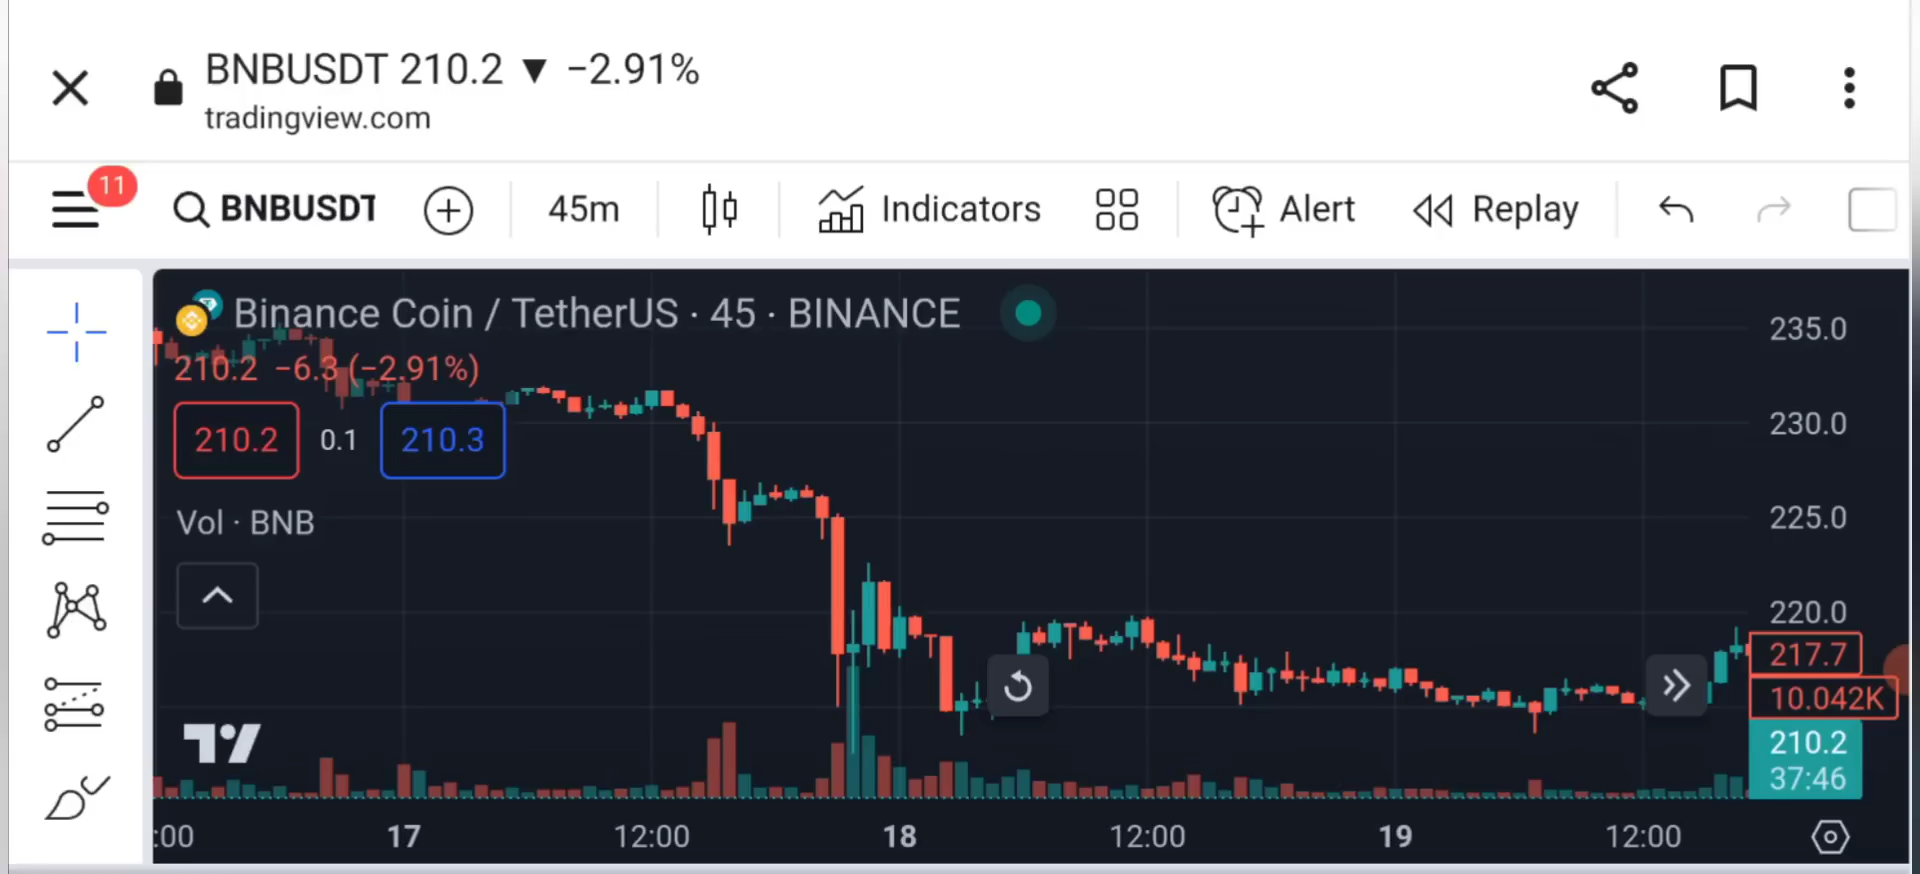 BNBUSDT 210.2 ▼ −2.91%
tradingview.com
11
BNBUSDT
45m
Indicators
Alert
Replay
Binance Coin / TetherUS · 45 · BINANCE
210.2 −6.3 (−2.91%)
210.2 0.1 210.3
Vol · BNB
235.0
230.0
225.0
220.0
217.7
10.042K
210.2
37:46
:00 17 12:00 18 12:00 19 12:00